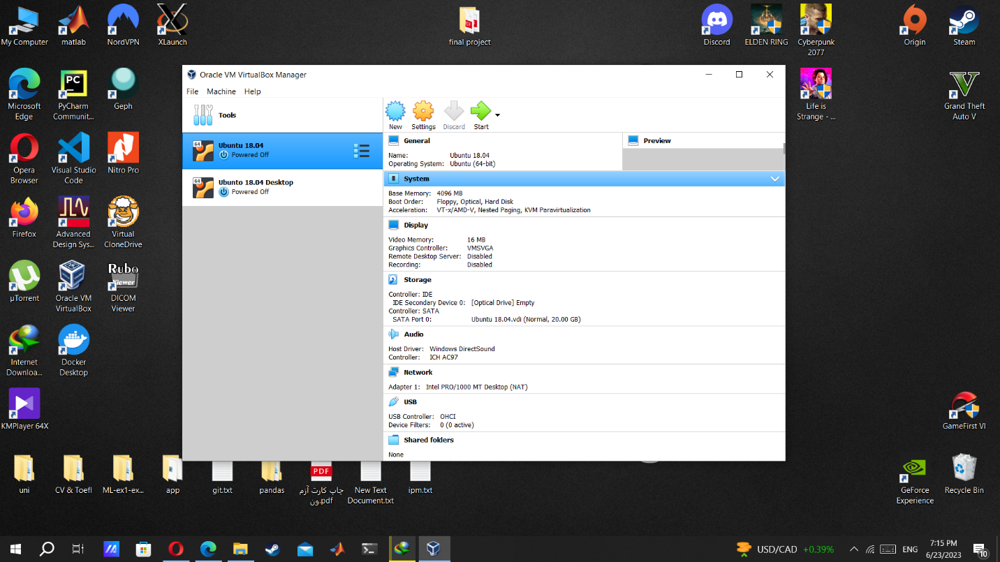 My Computer
matlab
NordVPN
XLaunch
final project
Discord
ELDEN RING
Cyberpunk
2077
Origin
Steam
Microsoft
Edge
PyCharm
Communit...
Geph
Life is
Strange - ...
Grand Theft
Auto V
Opera
Browser
Visual Studio
Code
Nitro Pro
Firefox
Advanced
Design Sys...
Virtual
CloneDrive
µTorrent
Oracle VM
VirtualBox
Rubo
Viewer
DICOM
Viewer
Internet
Downloa...
Docker
Desktop
KMPlayer 64X
GameFirst VI
Oracle VM VirtualBox Manager
File Machine Help
Tools
64
Ubuntu 18.04
Powered Off
64
Ubunto 18.04 Desktop
Powered Off
New
Settings
Discard
Start
General
Name: Ubuntu 18.04
Operating System: Ubuntu (64-bit)
Preview
System
Base Memory: 4096 MB
Boot Order: Floppy, Optical, Hard Disk
Acceleration: VT-x/AMD-V, Nested Paging, KVM Paravirtualization
Display
Video Memory: 16 MB
Graphics Controller: VMSVGA
Remote Desktop Server: Disabled
Recording: Disabled
Storage
Controller: IDE
IDE Secondary Device 0: [Optical Drive] Empty
Controller: SATA
SATA Port 0: Ubuntu 18.04.vdi (Normal, 20.00 GB)
Audio
Host Driver: Windows DirectSound
Controller: ICH AC97
Network
Adapter 1: Intel PRO/1000 MT Desktop (NAT)
USB
USB Controller: OHCI
Device Filters: 0 (0 active)
Shared folders
None
uni
CV & Toefl
ML-ex1-ex...
app
git.txt
pandas
PDF
چاپ کارت آزم
ون.pdf
New Text
Document.txt
ipm.txt
GeForce
Experience
Recycle Bin
USD/CAD +0.39%
ENG
7:15 PM
6/23/2023
10